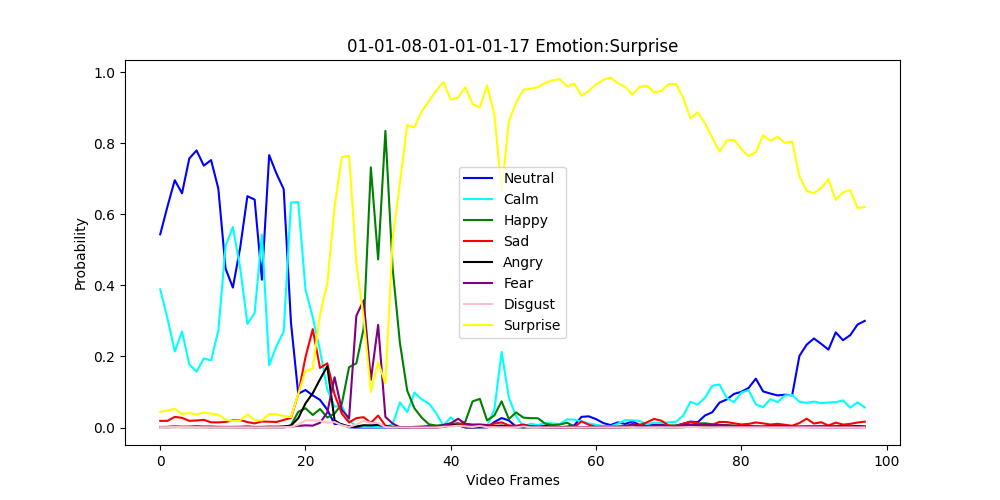 01-01-08-01-01-01-17 Emotion:Surprise
Probability
1.0
0.8
0.6
0.4
0.2
0.0
Neutral
Calm
Happy
Sad
Angry
Fear
Disgust
Surprise
0 20 40 60 80 100
Video Frames